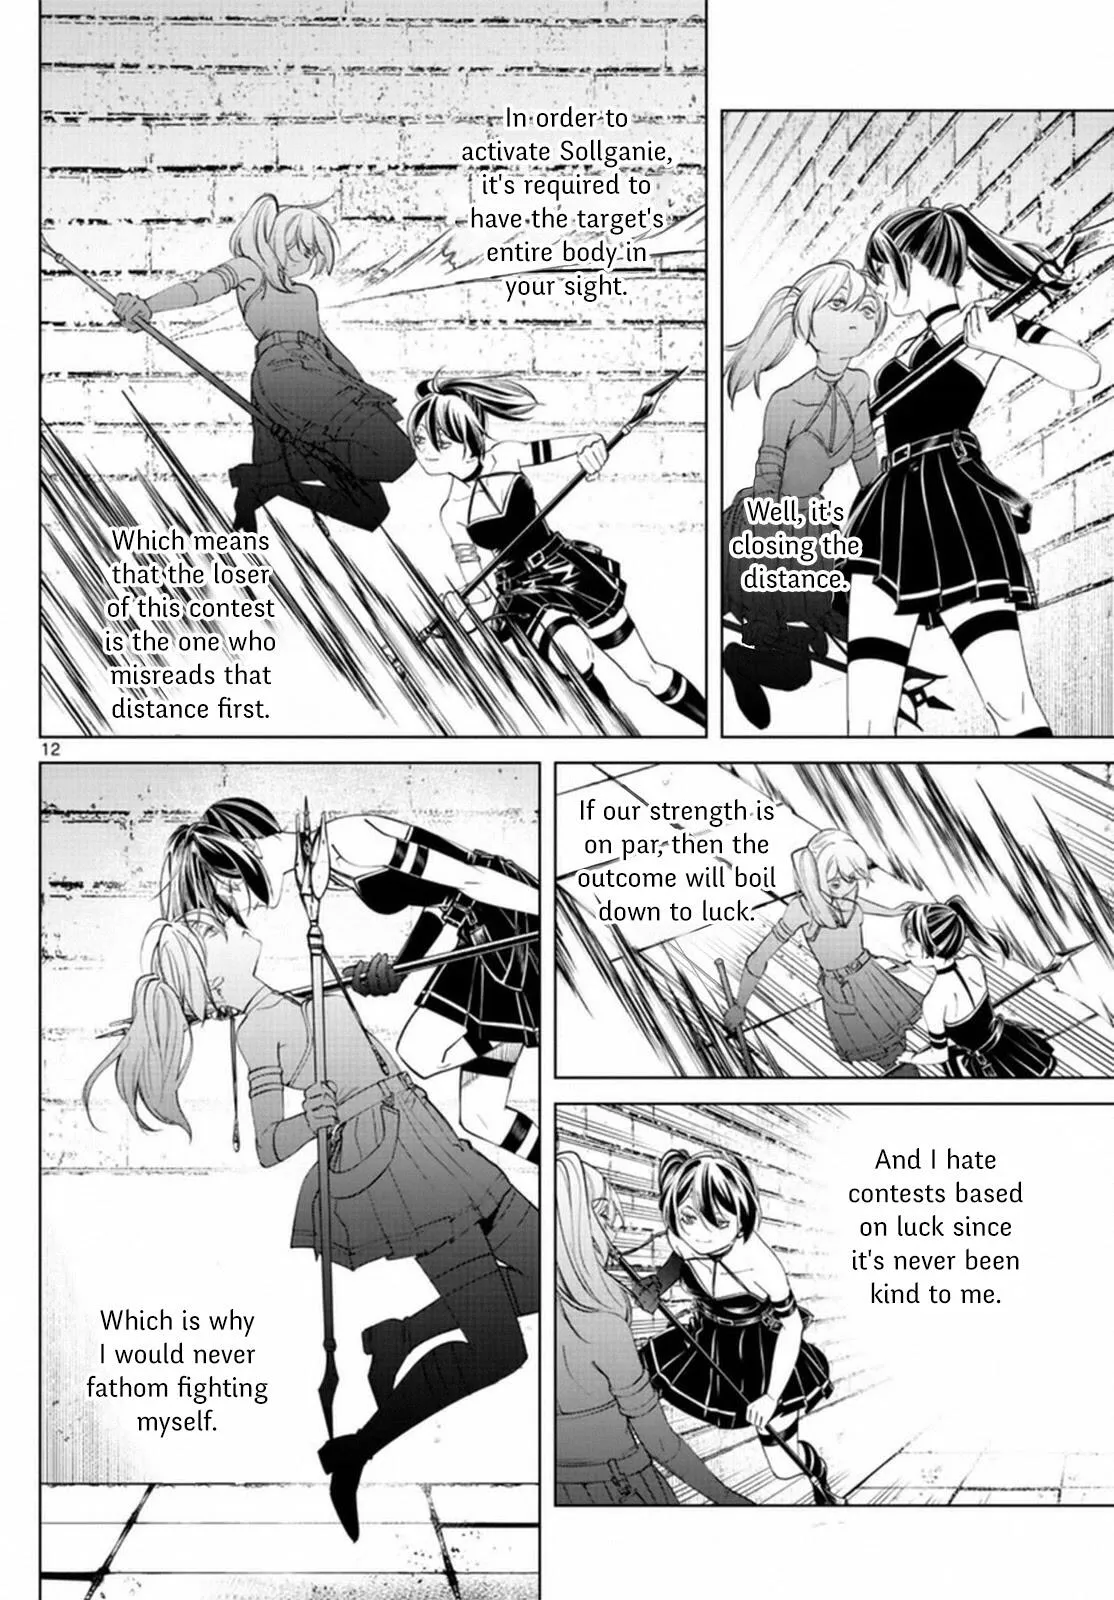 Well, it's
closing the
distance.
In order to
activate Sollganie,
it's required to
have the target's
entire body in
your sight.
Which means
that the loser
of this contest
is the one who
misreads that
distance first.
12
If our strength is
on par, then the
outcome will boil
down to luck.
And I hate
contests based
on luck since
it's never been
kind to me.
Which is why
I would never
fathom fighting
myself.